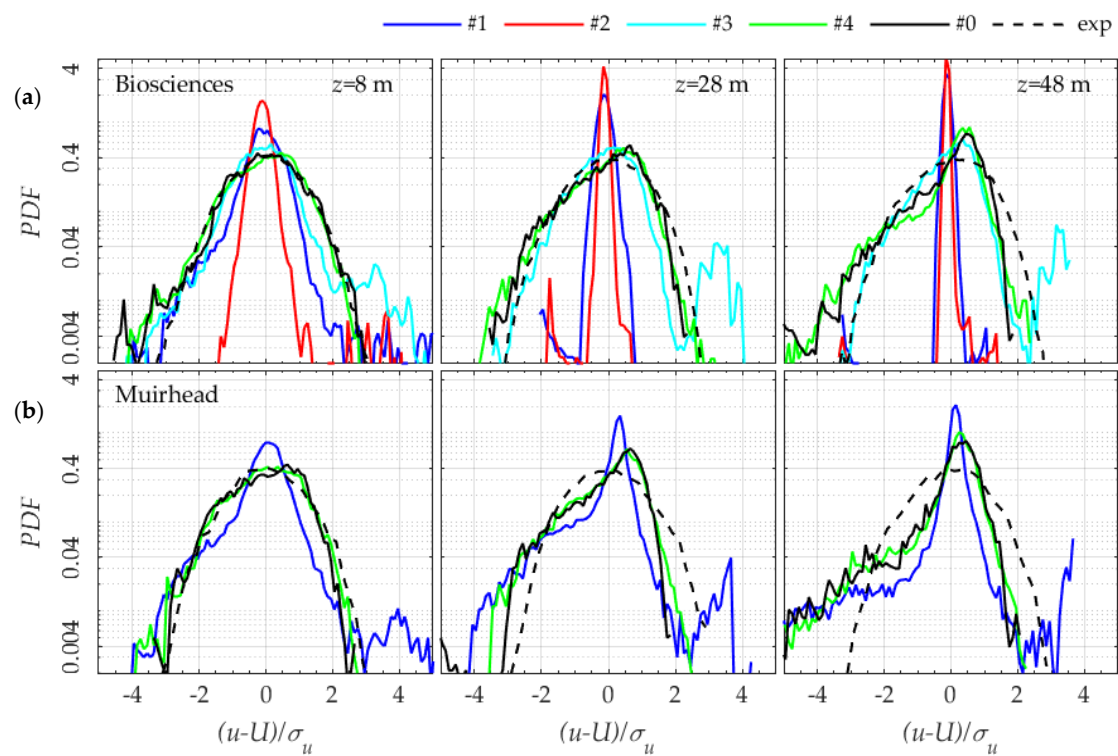 #1 #2 #3 #4 #0 exp
(a) Biosciences z=8 m z=28 m z=48 m
PDF 4 0.4 0.04 0.004
(b) Muirhead
PDF 4 0.4 0.04 0.004
-4 -2 0 2 4 -4 -2 0 2 4 -4 -2 0 2 4
(u-U)/σu (u-U)/σu (u-U)/σu